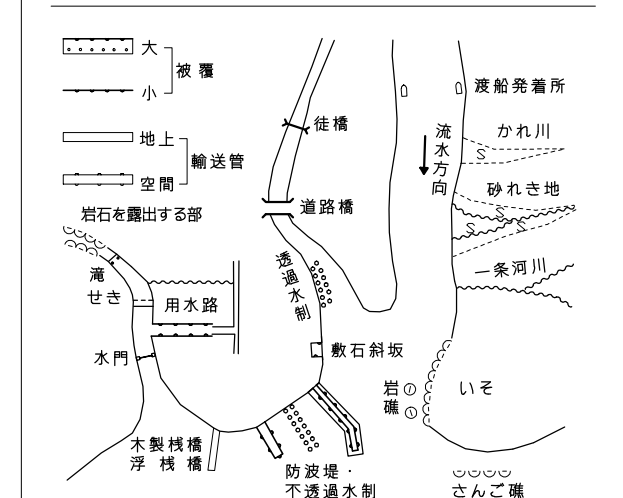 大
被覆
小
地上
輸送管
空間
岩石を露出する部
滝
せき
用水路
水門
木製桟橋
浮桟橋
徒橋
道路橋
透過水制
敷石斜坂
防波堤・
不透過水制
渡船発着所
流水方向
かれ川
砂れき地
一条河川
岩礁
いそ
さんご礁